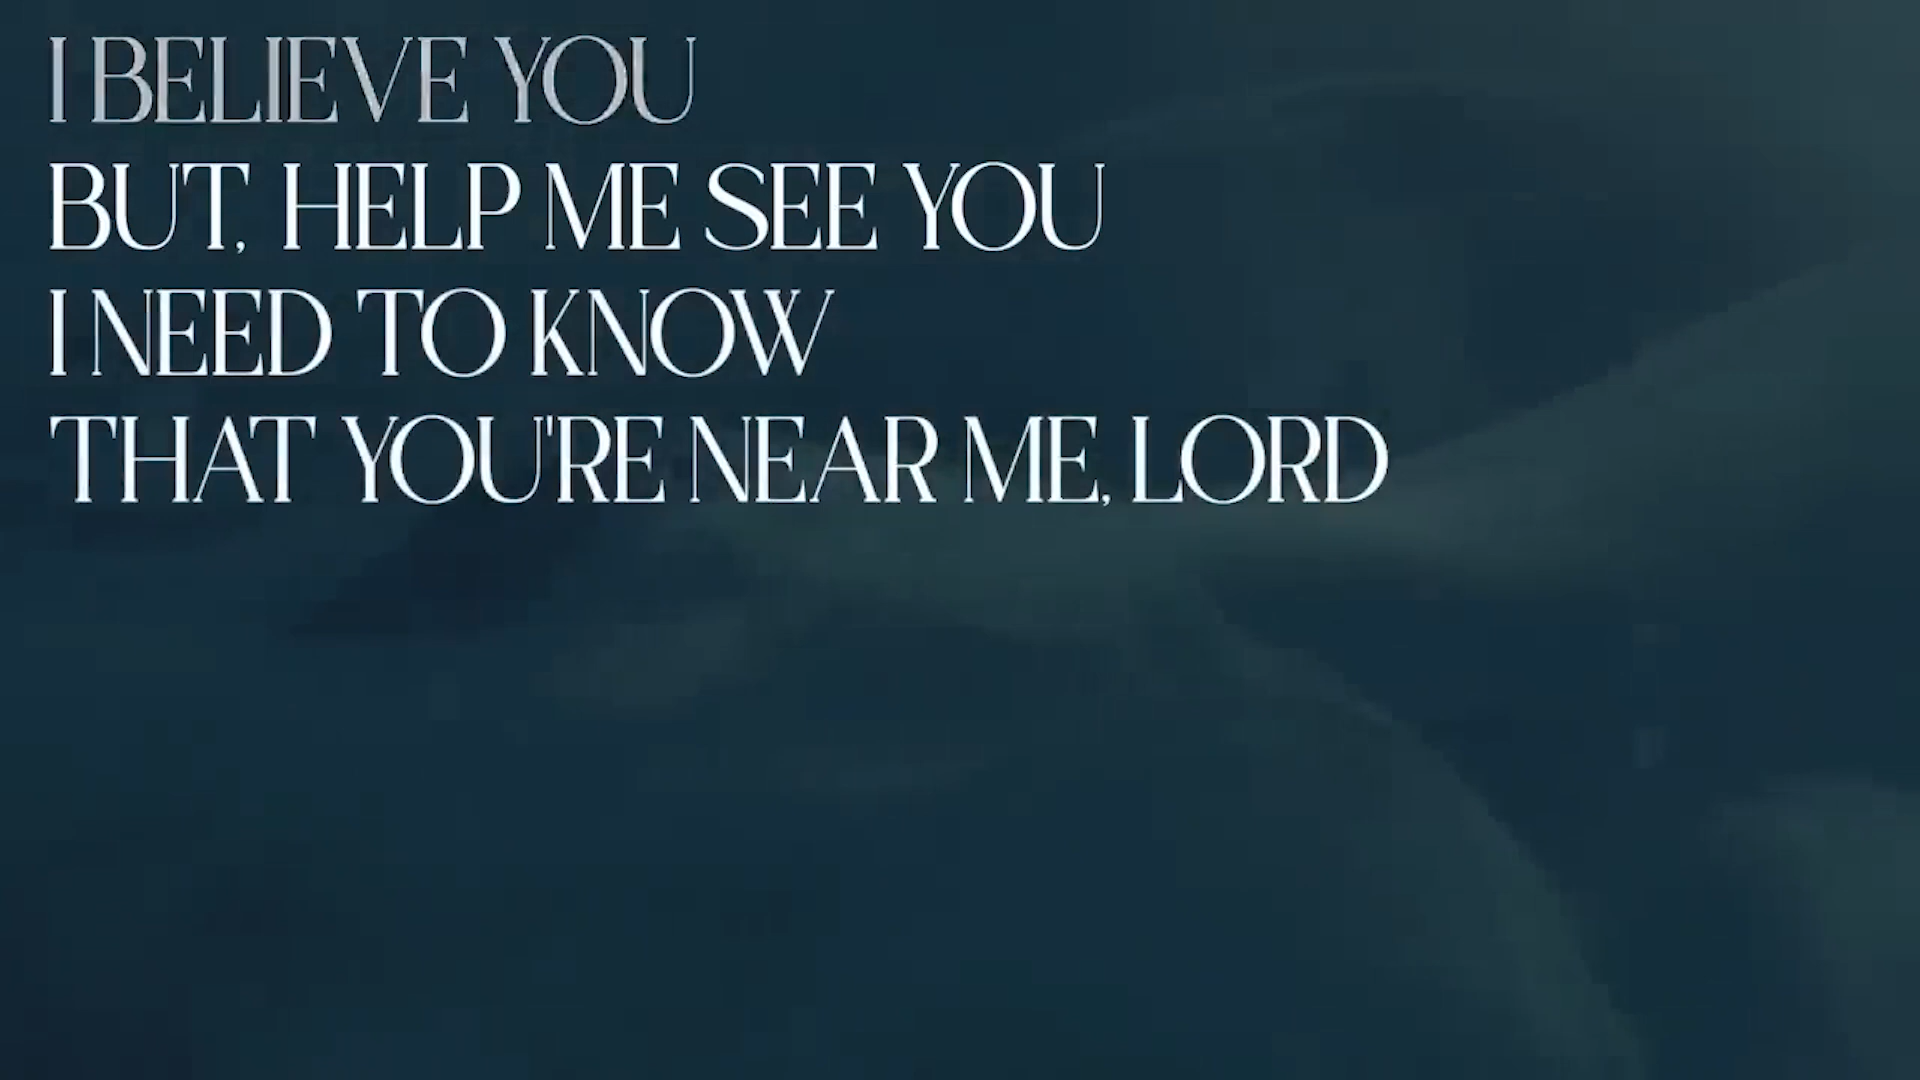 I BELIEVE YOU
BUT, HELP ME SEE YOU
I NEED TO KNOW
THAT YOU'RE NEAR ME, LORD